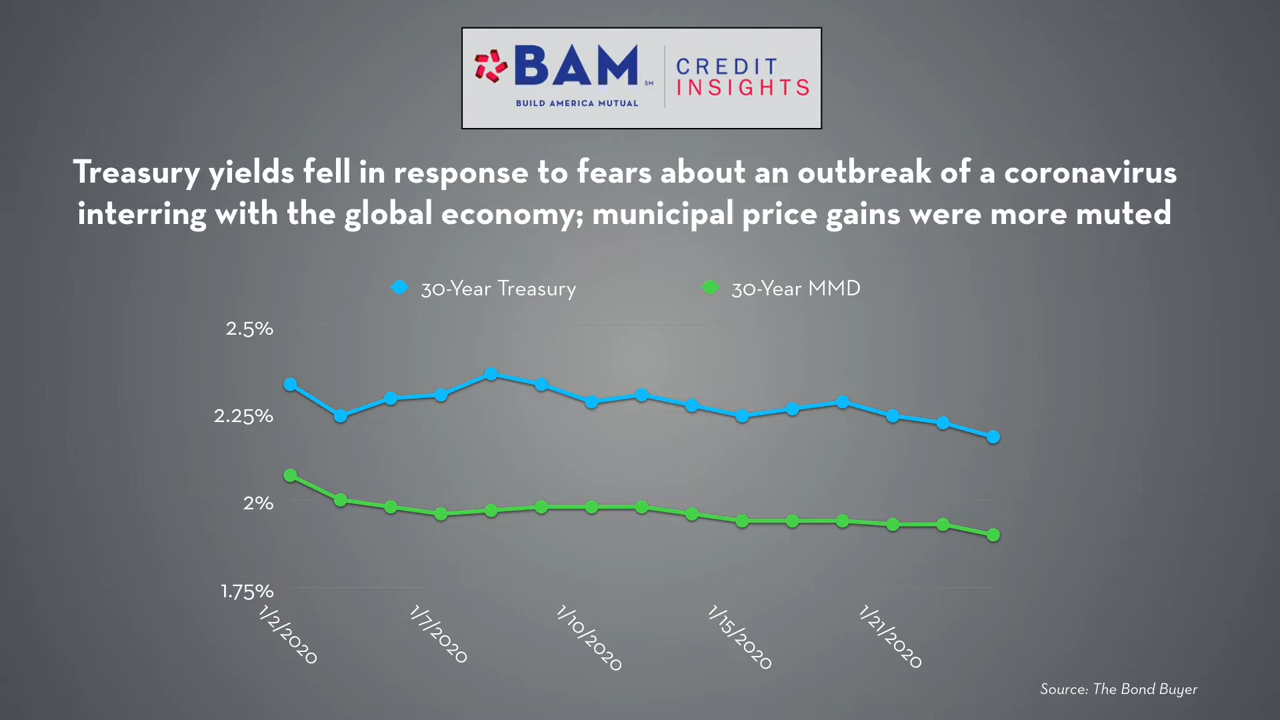 BAM SM
BUILD AMERICA MUTUAL
CREDIT
INSIGHTS
Treasury yields fell in response to fears about an outbreak of a coronavirus
interring with the global economy; municipal price gains were more muted
30-Year Treasury
30-Year MMD
2.5%
2.25%
2%
1.75%
1/2/2020
1/7/2020
1/10/2020
1/15/2020
1/21/2020
Source: The Bond Buyer